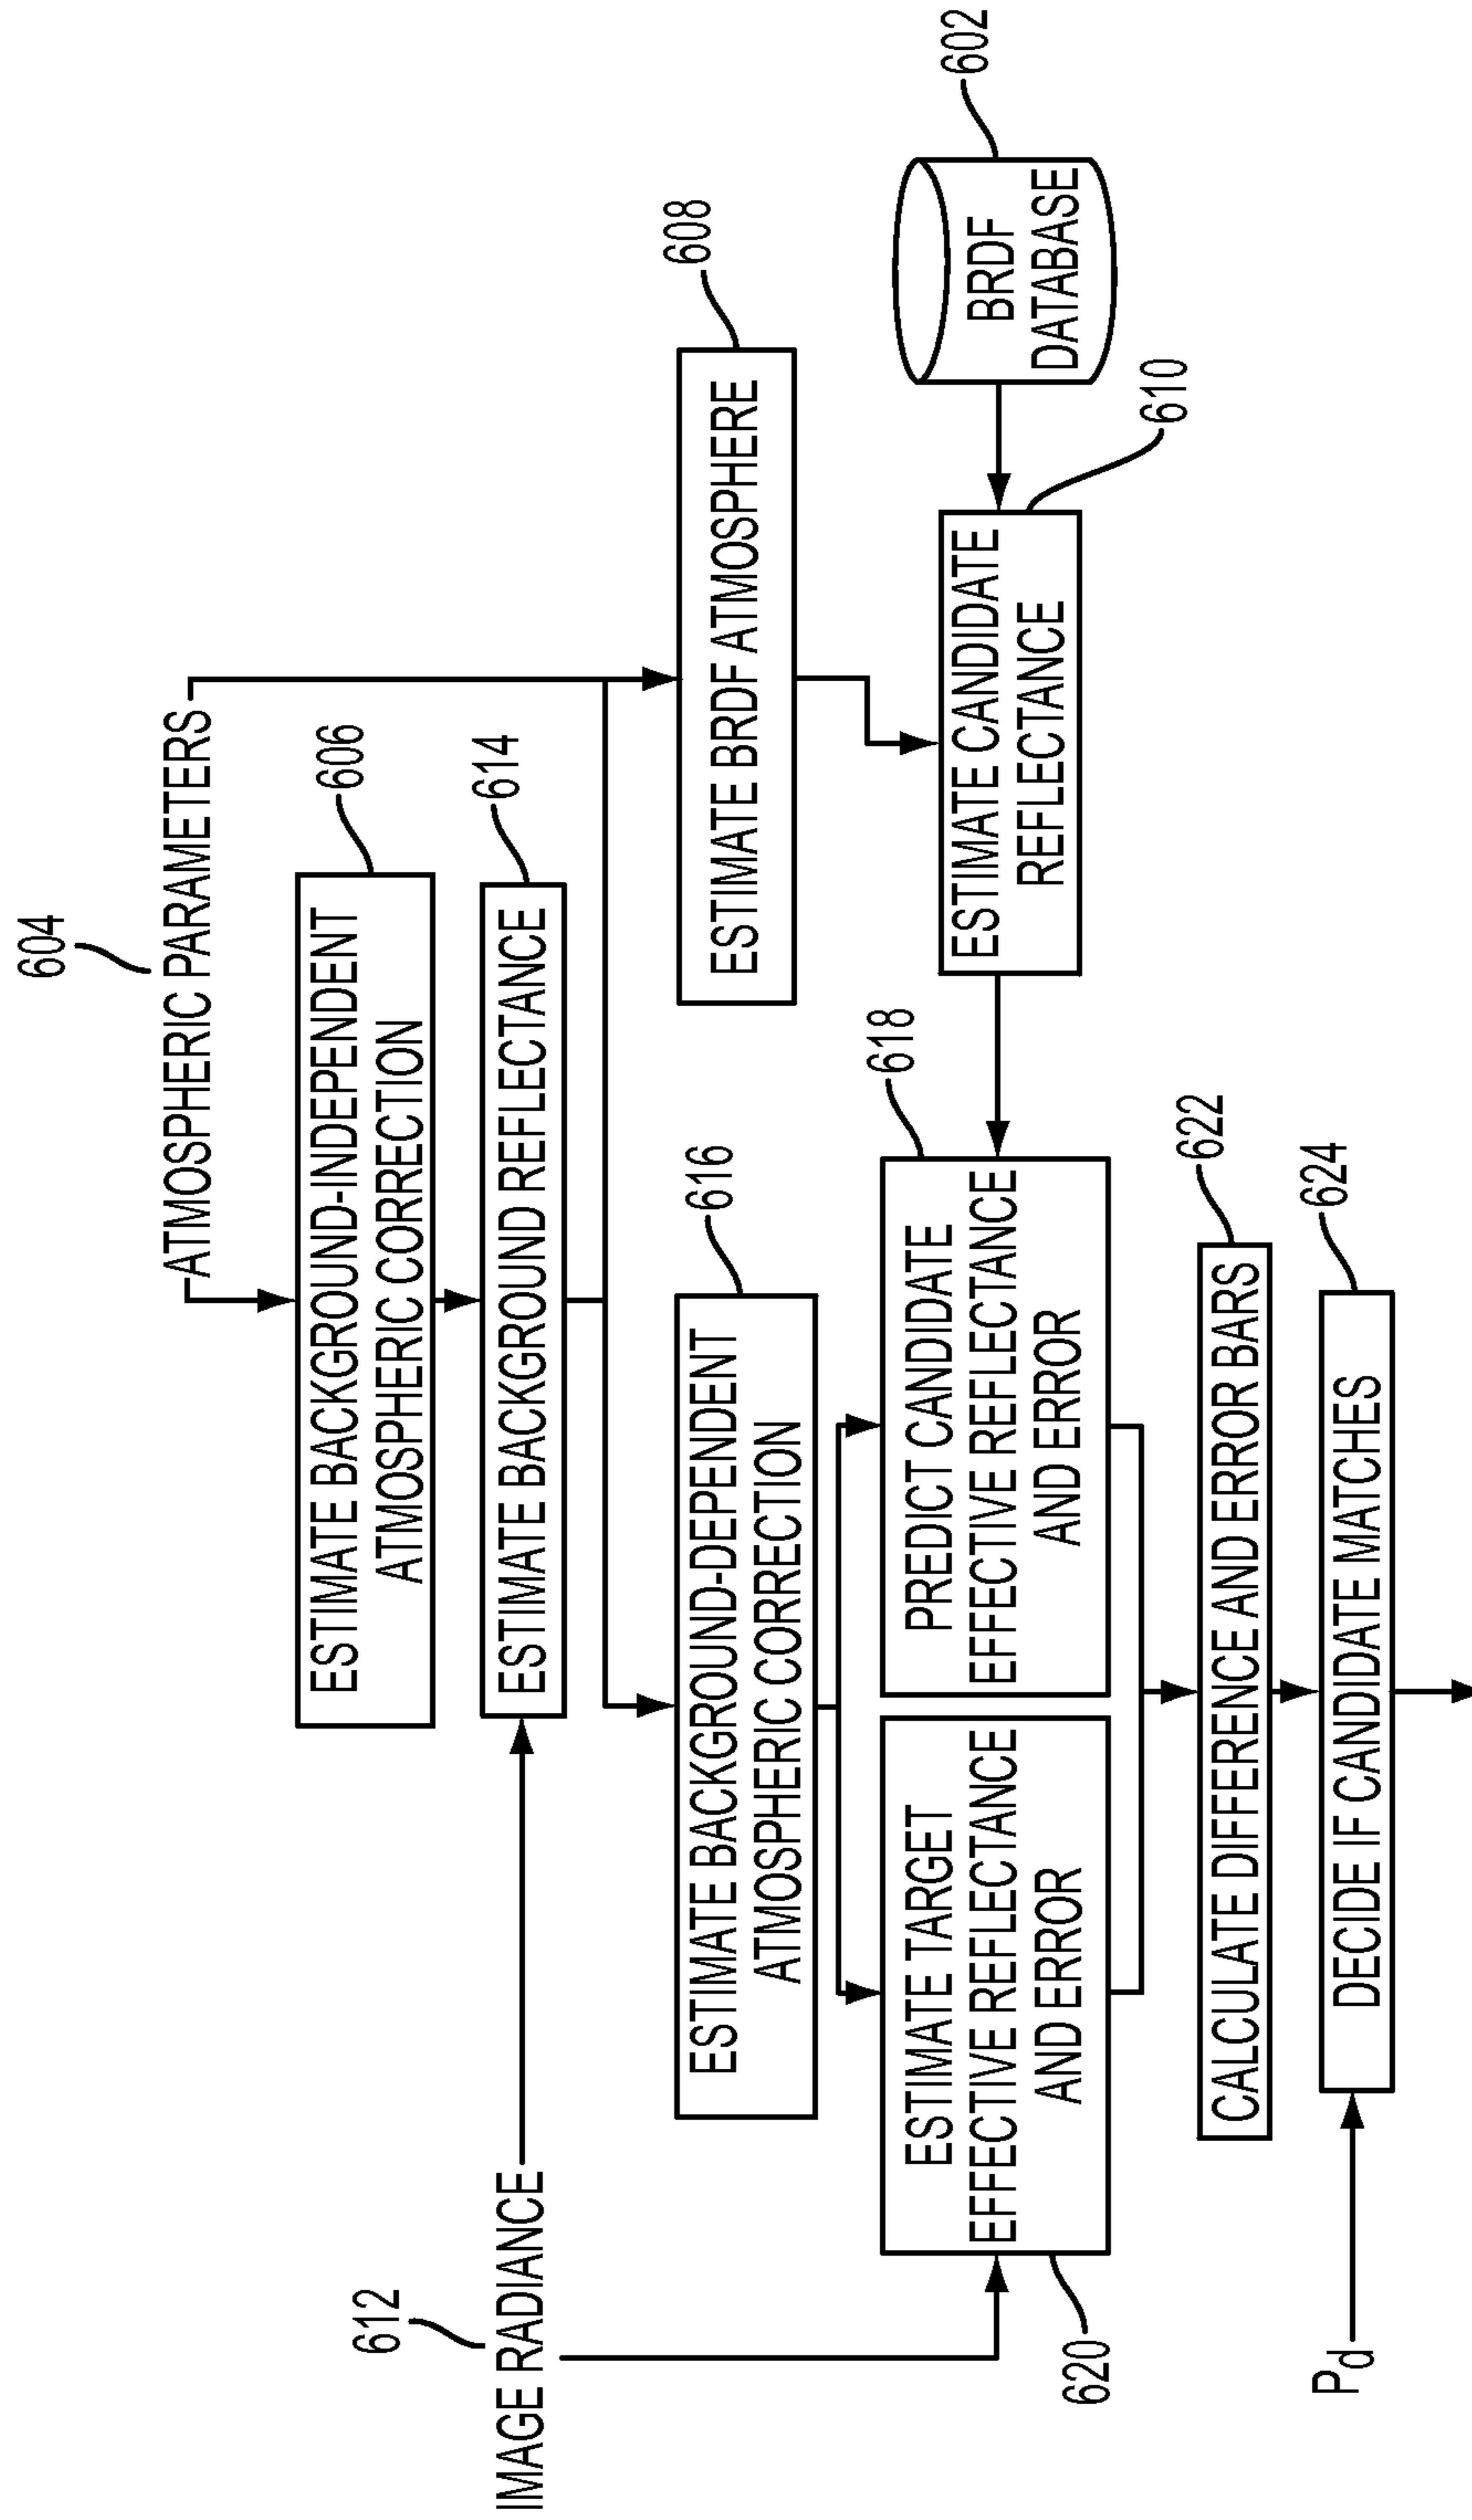 604
ATMOSPHERIC PARAMETERS
606
ESTIMATE BACKGROUND-INDEPENDENT
ATMOSPHERIC CORRECTION
612
IMAGE RADIANCE
614
ESTIMATE BACKGROUND REFLECTANCE
608
ESTIMATE BRDF ATMOSPHERE
616
ESTIMATE BACKGROUND-DEPENDENT
ATMOSPHERIC CORRECTION
602
BRDF
DATABASE
610
ESTIMATE CANDIDATE
REFLECTANCE
618
PREDICT CANDIDATE
EFFECTIVE REFLECTANCE
AND ERROR
620
ESTIMATE TARGET
EFFECTIVE REFLECTANCE
AND ERROR
622
CALCULATE DIFFERENCE AND ERROR BARS
624
DECIDE IF CANDIDATE MATCHES
Pd